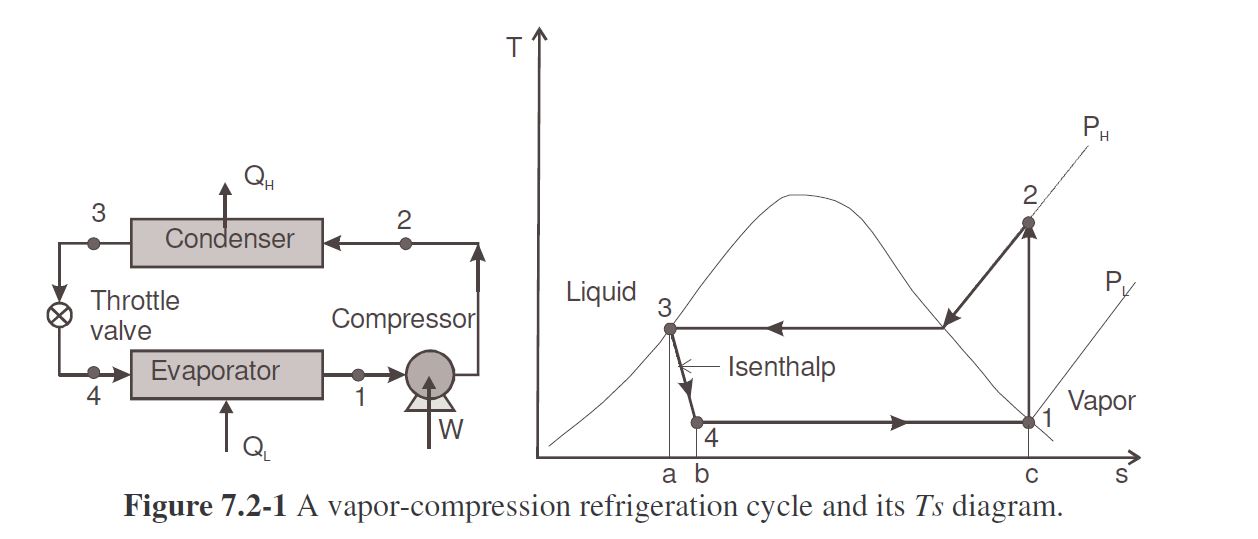 T
P_H
Q_H
2
3
2
Condenser
P_L
Liquid
Throttle
valve
3
Compressor
Isenthalp
Evaporator
Vapor
4
1
1
4
W
Q_L
a b
c
s
Figure 7.2-1 A vapor-compression refrigeration cycle and its Ts diagram.